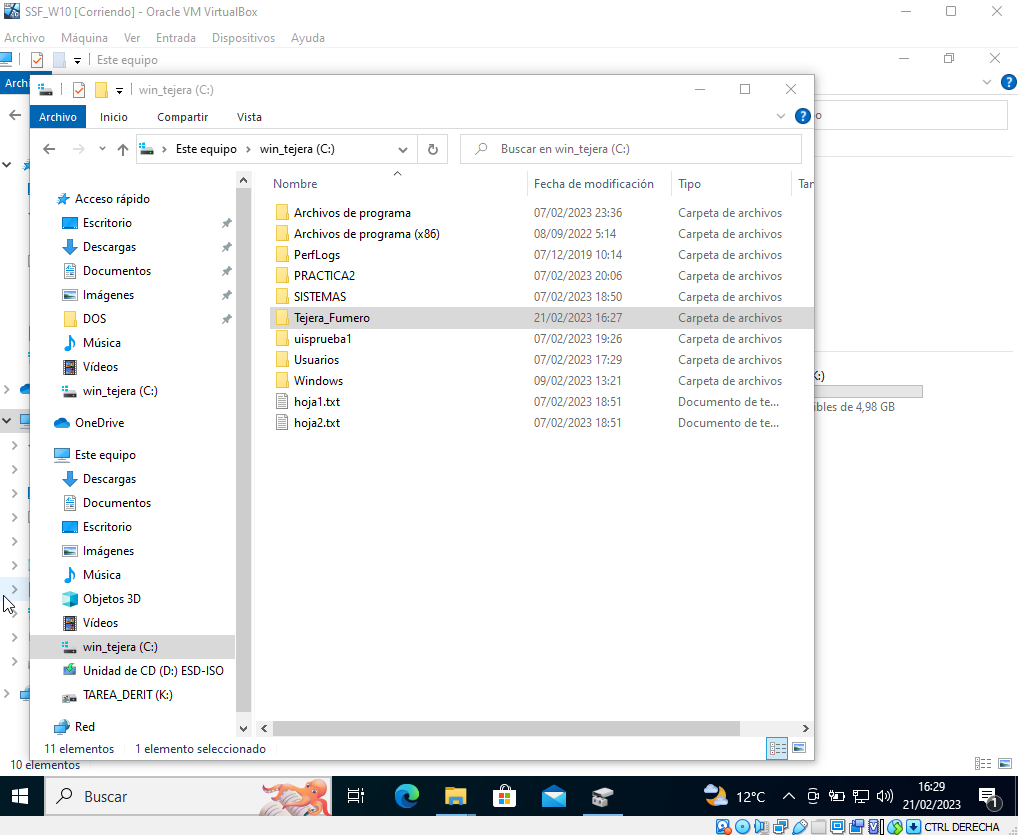 SSF_W10 [Corriendo] - Oracle VM VirtualBox
Archivo Máquina Ver Entrada Dispositivos Ayuda
Este equipo
Arch
win_tejera (C:)
Archivo Inicio Compartir Vista
Este equipo > win_tejera (C:)
Buscar en win_tejera (C:)
o
Nombre Fecha de modificación Tipo Tar
Acceso rápido
Escritorio
Descargas
Documentos
Imágenes
DOS
Música
Vídeos
win_tejera (C:)
OneDrive
Este equipo
Descargas
Documentos
Escritorio
Imágenes
Música
Objetos 3D
Vídeos
win_tejera (C:)
Unidad de CD (D:) ESD-ISO
TAREA_DERIT (K:)
Red
Archivos de programa 07/02/2023 23:36 Carpeta de archivos
Archivos de programa (x86) 08/09/2022 5:14 Carpeta de archivos
PerfLogs 07/12/2019 10:14 Carpeta de archivos
PRACTICA2 07/02/2023 20:06 Carpeta de archivos
SISTEMAS 07/02/2023 18:50 Carpeta de archivos
Tejera_Fumero 21/02/2023 16:27 Carpeta de archivos
uisprueba1 07/02/2023 19:26 Carpeta de archivos
Usuarios 07/02/2023 17:29 Carpeta de archivos
Windows 09/02/2023 13:21 Carpeta de archivos
hoja1.txt 07/02/2023 18:51 Documento de te...
hoja2.txt 07/02/2023 18:51 Documento de te...
K:)
ibles de 4,98 GB
11 elementos 1 elemento seleccionado
10 elementos
Buscar
12°C
16:29
21/02/2023
1
CTRL DERECHA